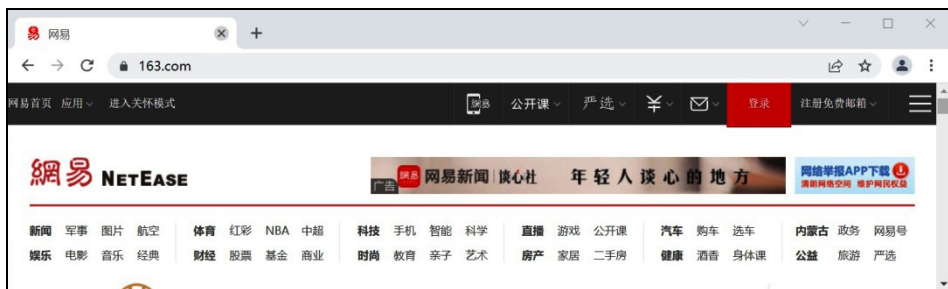 网易
163.com
网易首页 应用 进入关怀模式 網易 公开课 严选 登录 注册免费邮箱
網易 NETEASE
广告 網易 网易新闻 谈心社 年轻人谈心的地方
网络举报APP下载
清朗网络空间 维护网民权益
新闻 军事 图片 航空 体育 红彩 NBA 中超 科技 手机 智能 科学 直播 游戏 公开课 汽车 购车 选车 内蒙古 政务 网易号
娱乐 电影 音乐 经典 财经 股票 基金 商业 时尚 教育 亲子 艺术 房产 家居 二手房 健康 酒香 身体课 公益 旅游 严选